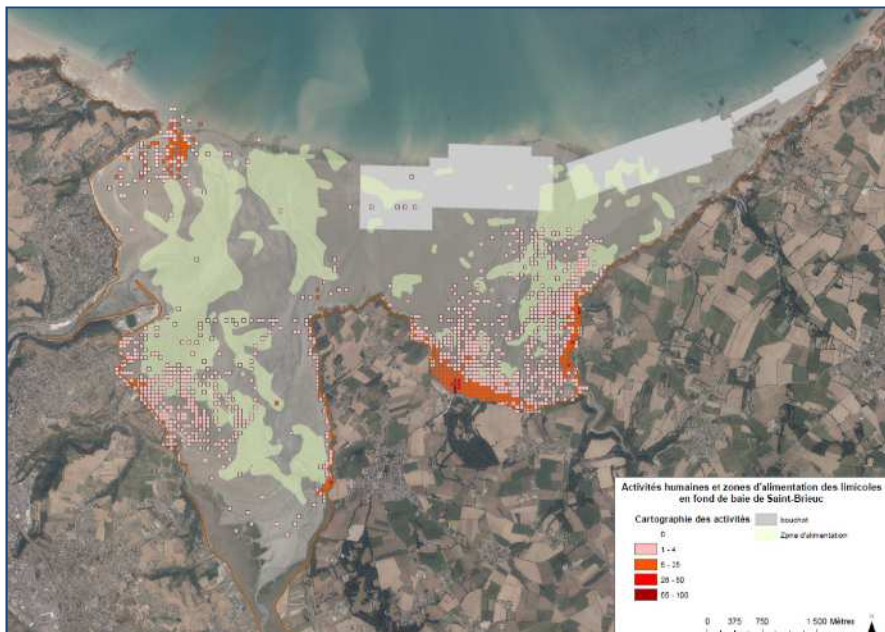 Activités humaines et zones d'alimentation des limicoles
en fond de baie de Saint-Brieuc
Cartographie des activités
0
1 - 4
5 - 25
26 - 50
65 - 100
bouchot
Zone d'alimentation
0 375 750 1 500 Mètres
N